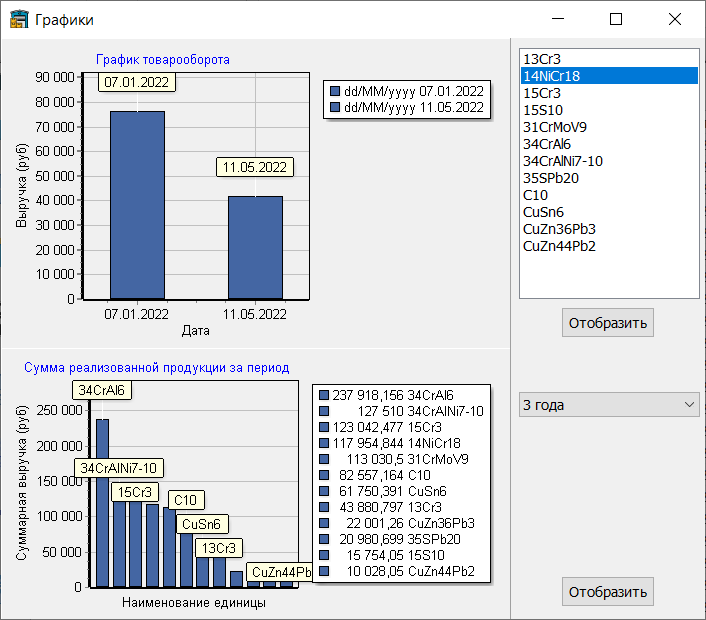 Графики
График товарооборота
Выручка (руб)
90 000
80 000
70 000
60 000
50 000
40 000
30 000
20 000
10 000
0
07.01.2022
11.05.2022
07.01.2022
11.05.2022
Дата
dd/MM/yyyy 07.01.2022
dd/MM/yyyy 11.05.2022
Сумма реализованной продукции за период
Суммарная выручка (руб)
250 000
200 000
150 000
100 000
50 000
0
34CrAl6
34CrAlNi7-10
15Cr3
C10
CuSn6
13Cr3
CuZn44Pb
Наименование единицы
237 918,156 34CrAl6
127 510 34CrAlNi7-10
123 042,477 15Cr3
117 954,844 14NiCr18
113 030,5 31CrMoV9
82 557,164 C10
61 750,391 CuSn6
43 880,797 13Cr3
22 001,26 CuZn36Pb3
20 980,699 35SPb20
15 754,05 15S10
10 028,05 CuZn44Pb2
13Cr3
14NiCr18
15Cr3
15S10
31CrMoV9
34CrAl6
34CrAlNi7-10
35SPb20
C10
CuSn6
CuZn36Pb3
CuZn44Pb2
Отобразить
3 года
Отобразить